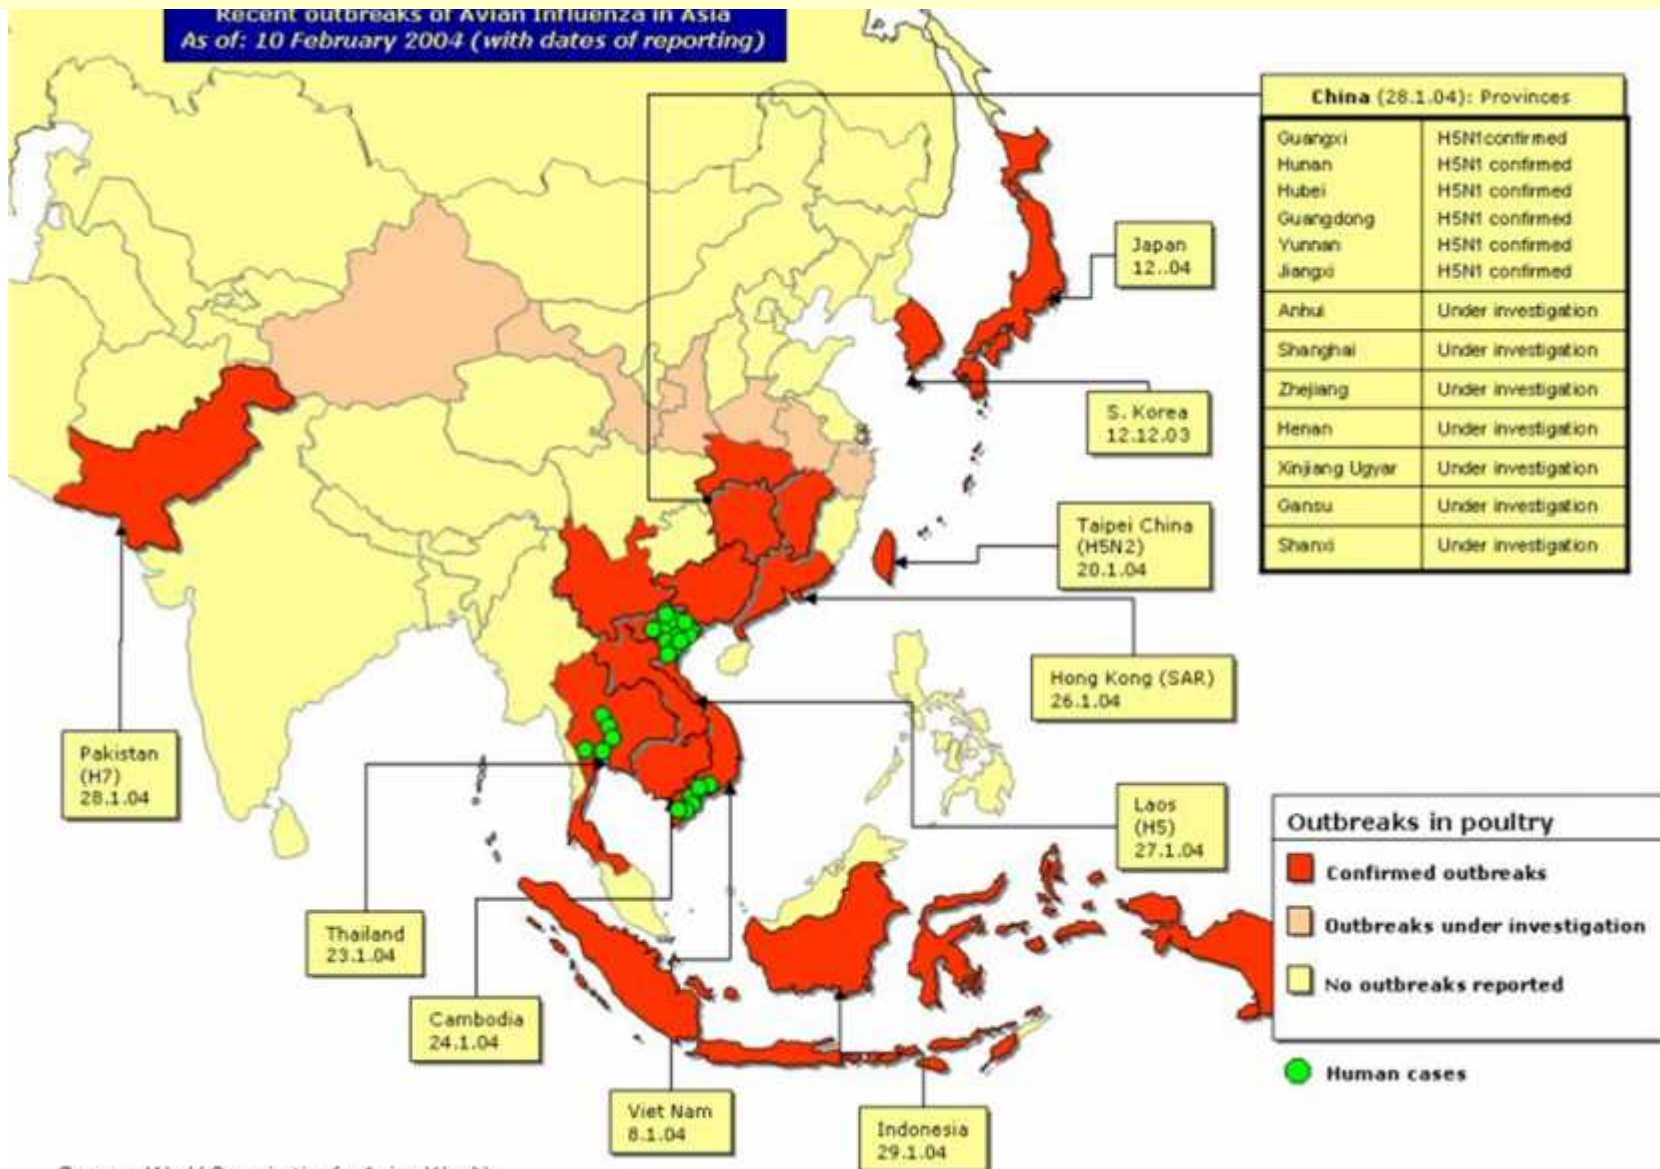 Recent outbreaks of Avian Influenza in Asia
As of: 10 February 2004 (with dates of reporting)
China (28.1.04): Provinces
Guangxi H5N1confirmed
Hunan H5N1 confirmed
Hubei H5N1 confirmed
Guangdong H5N1 confirmed
Yunnan H5N1 confirmed
Jiangxi H5N1 confirmed
Anhui Under investigation
Shanghai Under investigation
Zhejiang Under investigation
Henan Under investigation
Xinjiang Ugyar Under investigation
Gansu Under investigation
Shanxi Under investigation
Japan
12..04
S. Korea
12.12.03
Taipei China
(H5N2)
20.1.04
Hong Kong (SAR)
26.1.04
Pakistan
(H7)
28.1.04
Laos
(H5)
27.1.04
Thailand
23.1.04
Cambodia
24.1.04
Viet Nam
8.1.04
Indonesia
29.1.04
Outbreaks in poultry
Confirmed outbreaks
Outbreaks under investigation
No outbreaks reported
Human cases